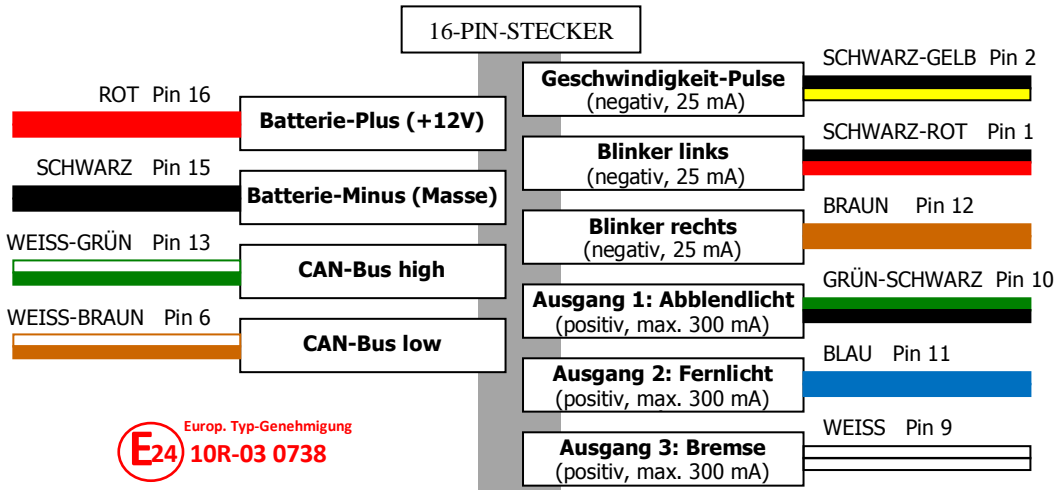 16-PIN-STECKER
ROT Pin 16
Batterie-Plus (+12V)
SCHWARZ Pin 15
Batterie-Minus (Masse)
WEISS-GRÜN Pin 13
CAN-Bus high
WEISS-BRAUN Pin 6
CAN-Bus low
Europ. Typ-Genehmigung
E24 10R-03 0738
SCHWARZ-GELB Pin 2
Geschwindigkeit-Pulse
(negativ, 25 mA)
SCHWARZ-ROT Pin 1
Blinker links
(negativ, 25 mA)
BRAUN Pin 12
Blinker rechts
(negativ, 25 mA)
GRÜN-SCHWARZ Pin 10
Ausgang 1: Abblendlicht
(positiv, max. 300 mA)
BLAU Pin 11
Ausgang 2: Fernlicht
(positiv, max. 300 mA)
WEISS Pin 9
Ausgang 3: Bremse
(positiv, max. 300 mA)